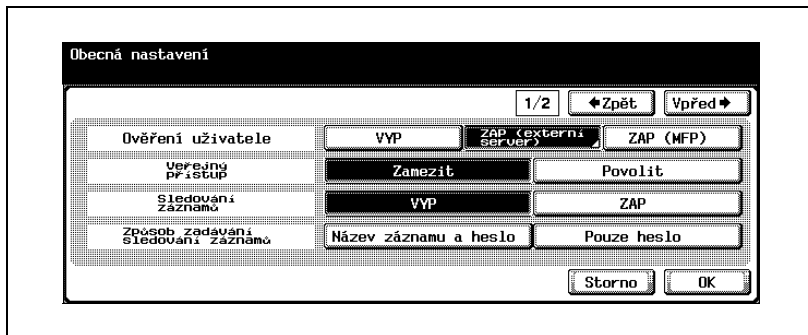 Obecná nastavení
1/2 ←Zpět Vpřed→
Ověření uživatele VYP ZAP (externí server) ZAP (MFP)
Veřejný přístup Zamezit Povolit
Sledování záznamů VYP ZAP
Způsob zadávání sledování záznamů Název záznamu a heslo Pouze heslo
Storno OK